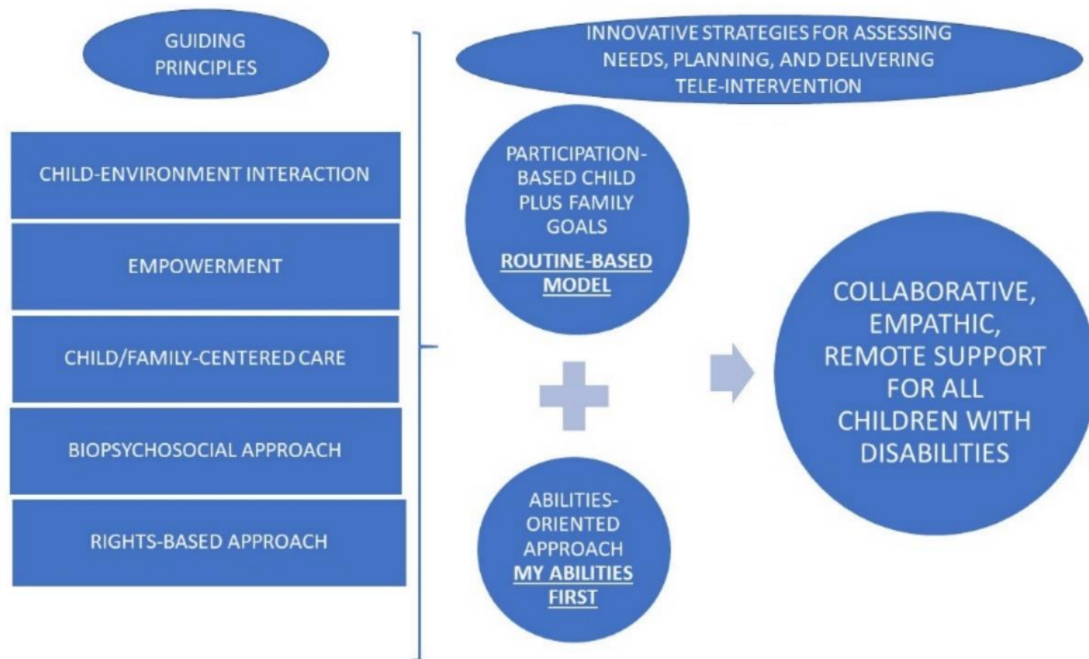 GUIDING
PRINCIPLES
CHILD-ENVIRONMENT INTERACTION
EMPOWERMENT
CHILD/FAMILY-CENTERED CARE
BIOPSYCHOSOCIAL APPROACH
RIGHTS-BASED APPROACH
INNOVATIVE STRATEGIES FOR ASSESSING
NEEDS, PLANNING, AND DELIVERING
TELE-INTERVENTION
PARTICIPATION-
BASED CHILD
PLUS FAMILY
GOALS
ROUTINE-BASED
MODEL
ABILITIES-
ORIENTED
APPROACH
MY ABILITIES
FIRST
COLLABORATIVE,
EMPATHIC,
REMOTE SUPPORT
FOR ALL
CHILDREN WITH
DISABILITIES